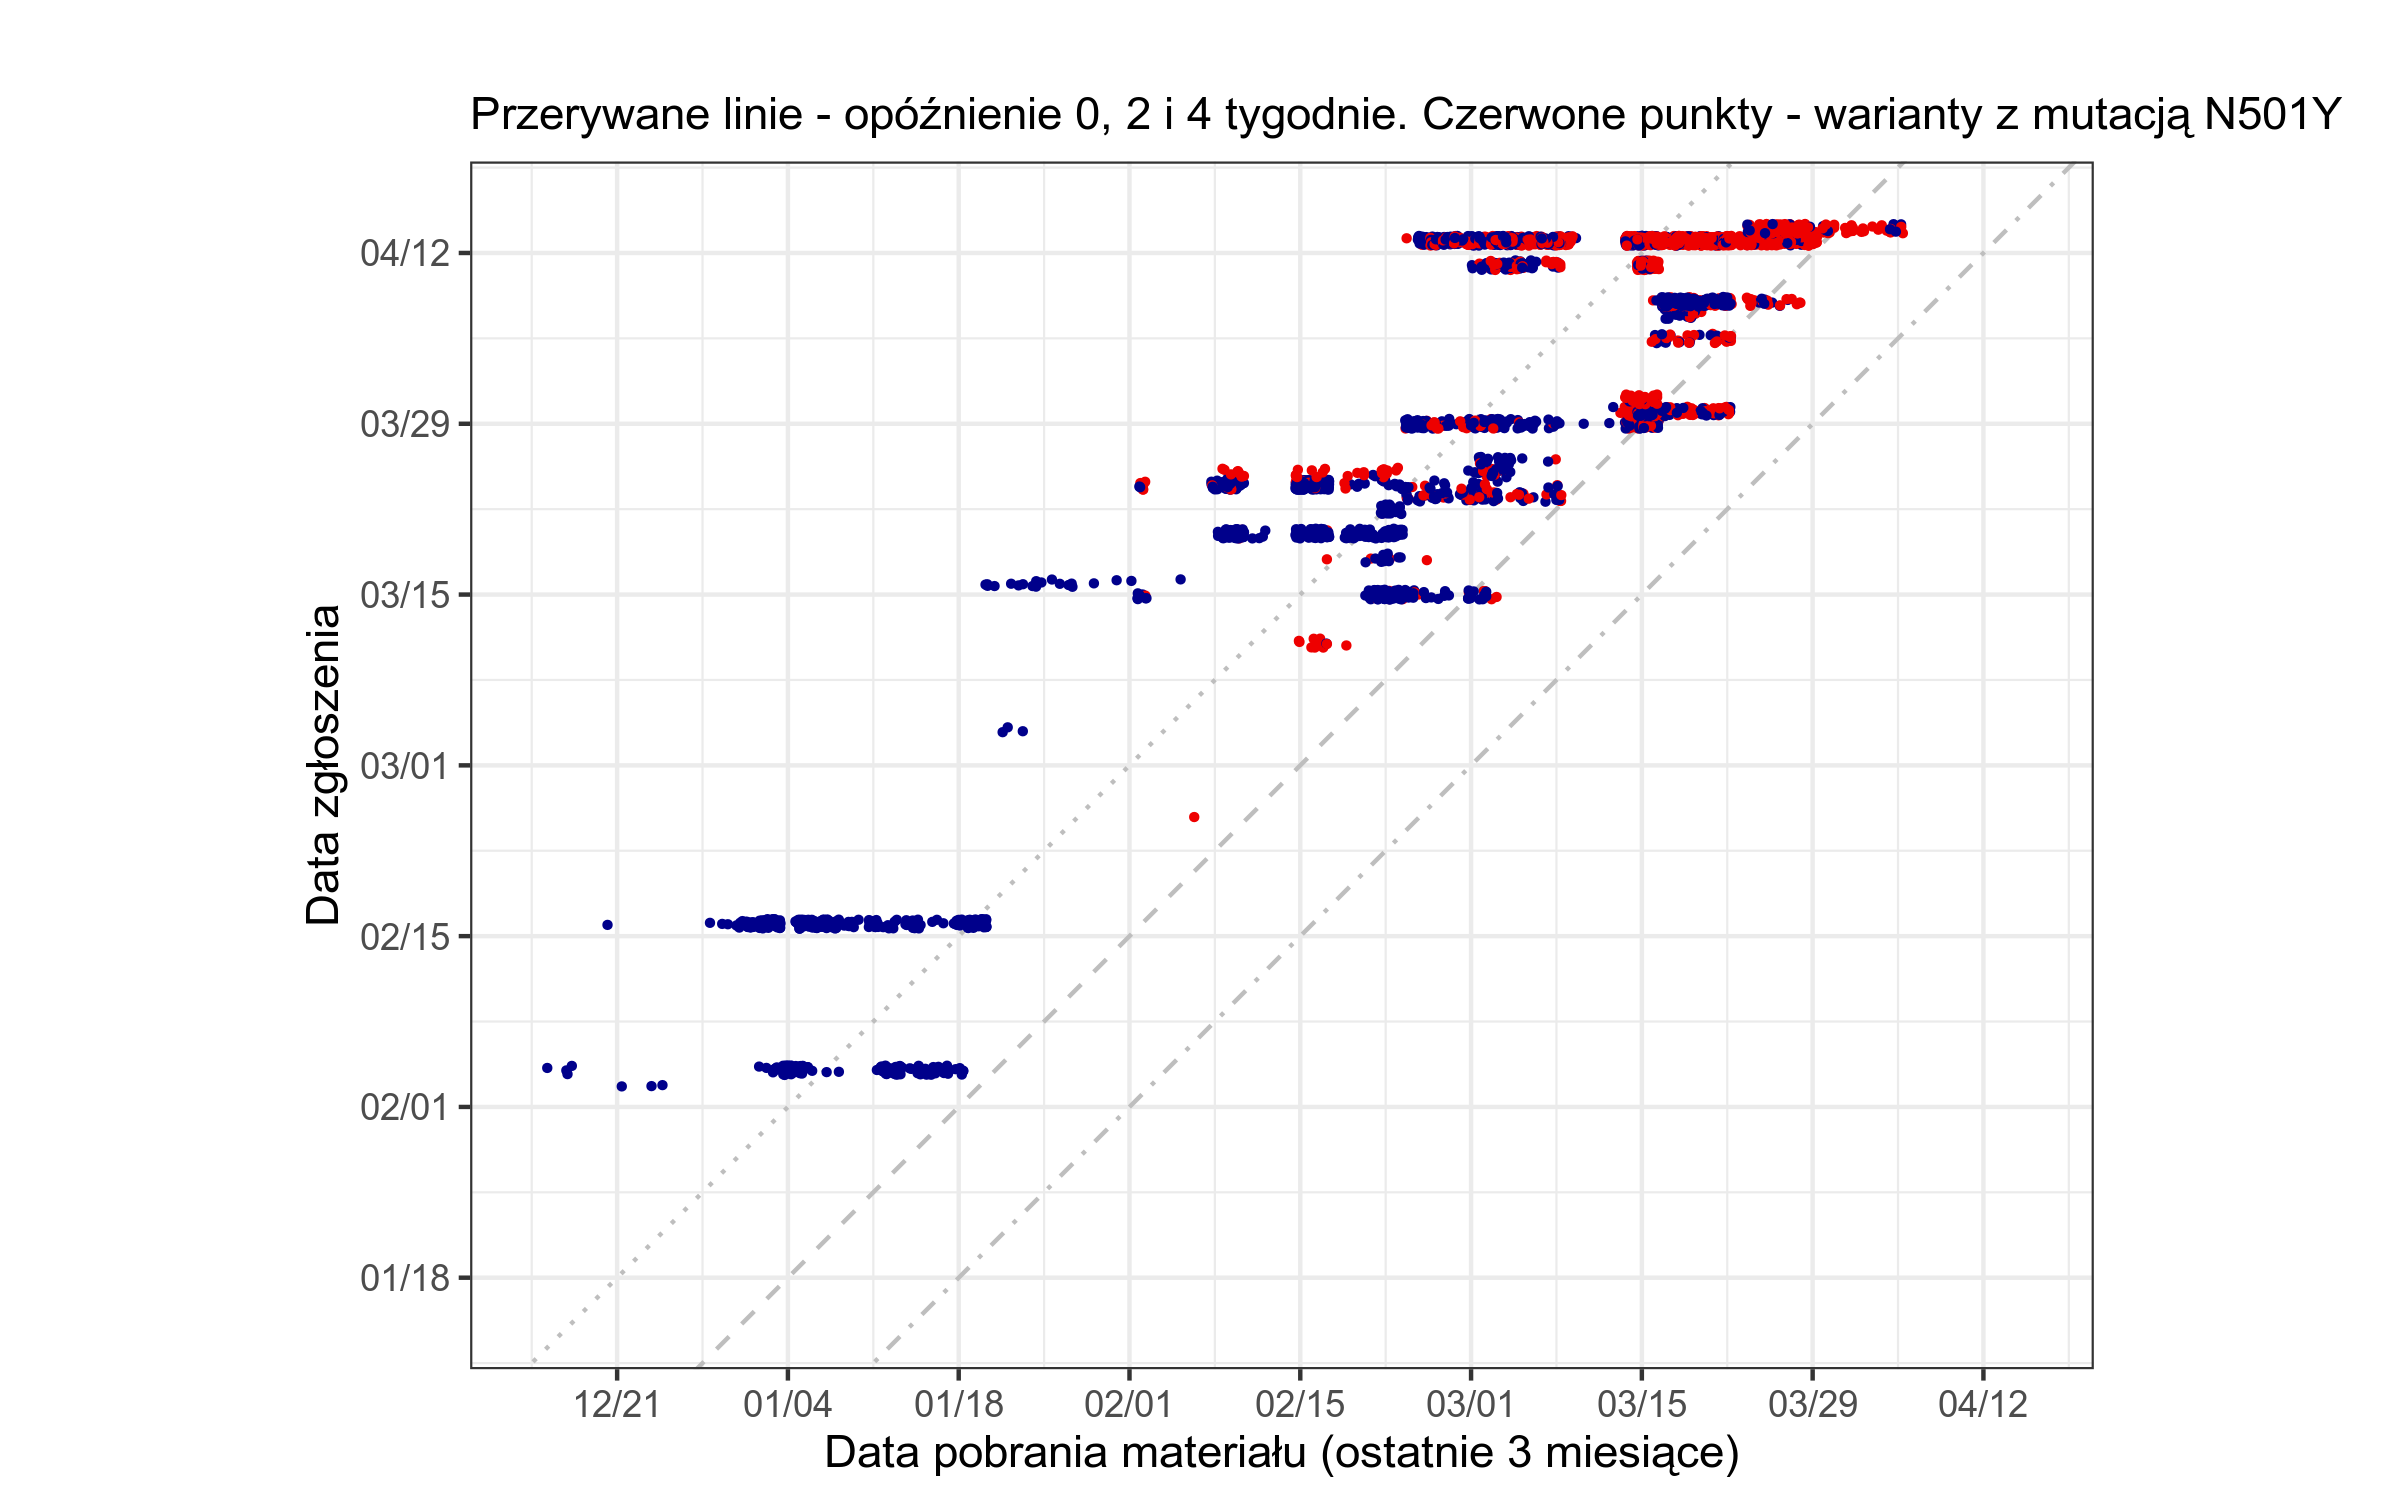 Przerywane linie - opóźnienie 0, 2 i 4 tygodnie. Czerwone punkty - warianty z mutacją N501Y
Data zgłoszenia
04/12
03/29
03/15
03/01
02/15
02/01
01/18
12/21 01/04 01/18 02/01 02/15 03/01 03/15 03/29 04/12
Data pobrania materiału (ostatnie 3 miesiące)